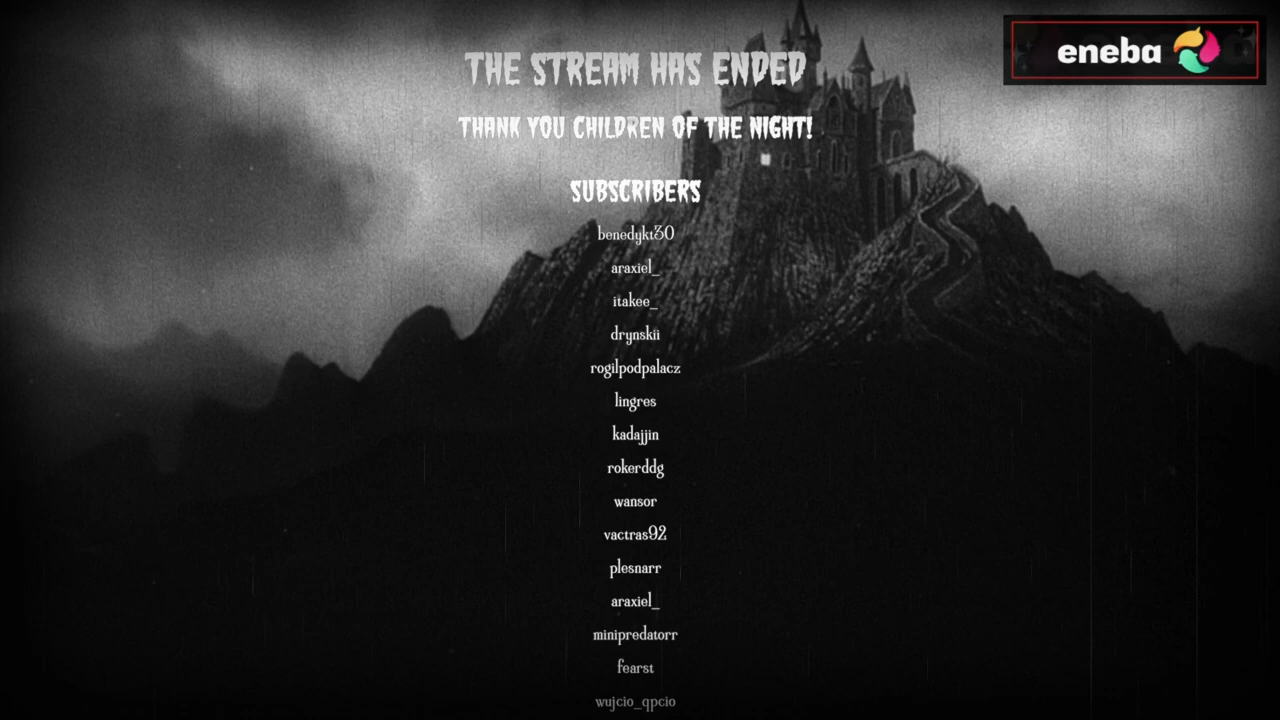 eneba
THE STREAM HAS ENDED
THANK YOU CHILDREN OF THE NIGHT!
SUBSCRIBERS
benedykt30
araxiel_
itakee_
drynskii
rogilpodpalacz
lingres
kadajjin
rokerddg
wansor
vactras92
plesnarr
araxiel_
minipredatorr
fearst
wujcio_qpcio